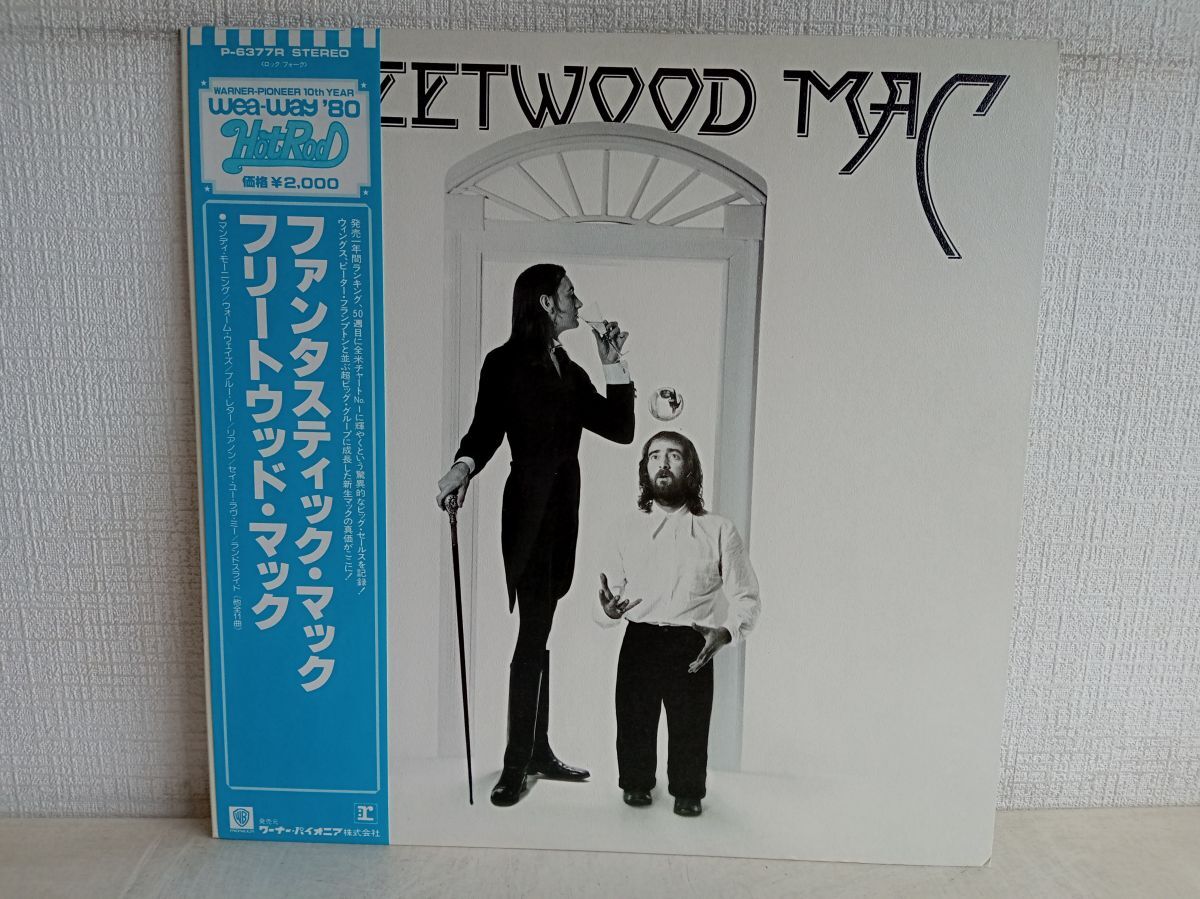 P-6377R STEREO
(ロック フォーク)
WARNER-PIONEER 10th YEAR
wea-way '80
HotRod
価格¥2,000
EETWOOD MAC
発売一年間ランキング、50週目に全米チャートNo.1に輝やくという驚異的なビッグ・セールスを記録!
ウィングス、ピーター・フランプトンと並ぶ超ビッグ・グループに成長した新生マックの真価がここに!
ファンタスティック・マック
フリートウッド・マック
●マンディ・モーニング/ウォーム・ウェイズ/ブルー・レター/リアノン/セイ・ユー・ラヴ・ミー/ランドスライド(他全11曲)
WB
PIONEER
発売元
ワーナー・パイオニア株式会社
r